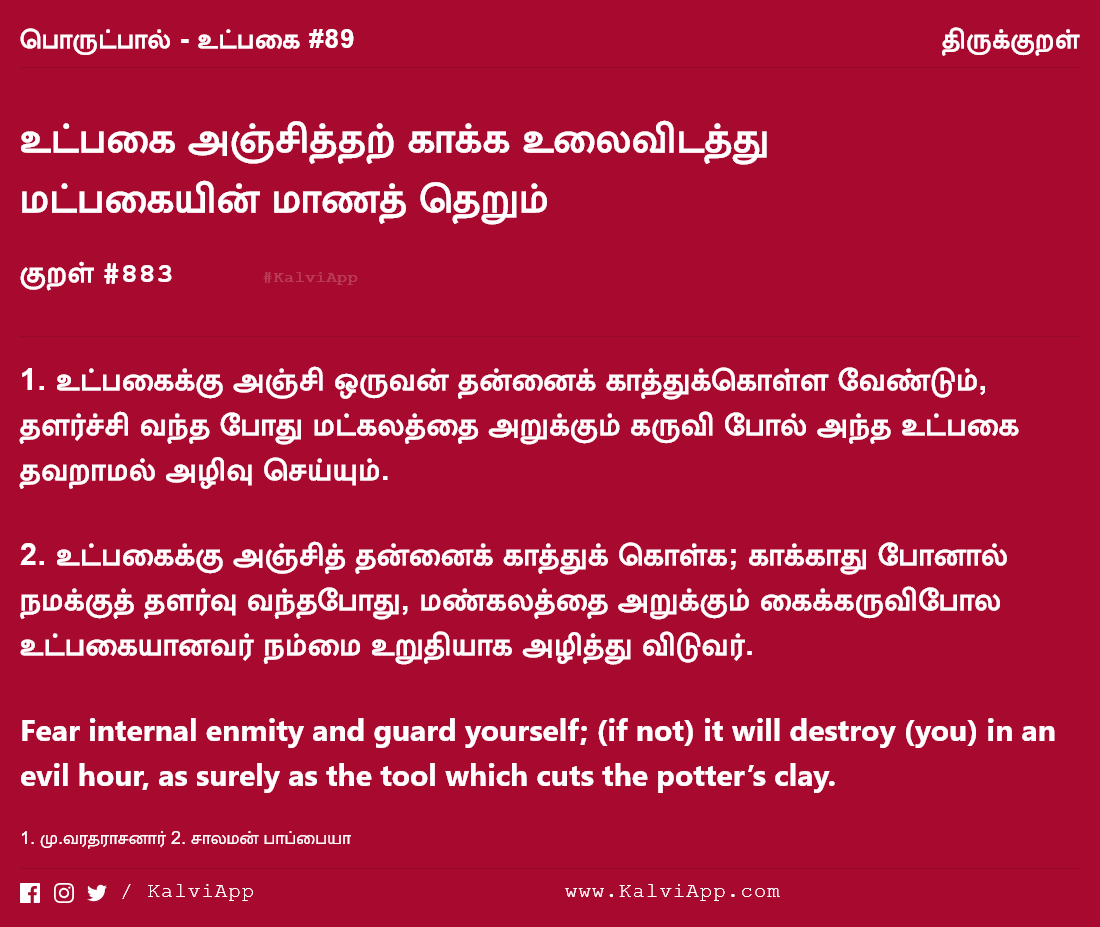 பொருட்பால் - உட்பகை #89
திருக்குறள்
உட்பகை அஞ்சித்தற் காக்க உலைவிடத்து
மட்பகையின் மாணத் தெறும்
குறள் #883
#KalviApp
1. உட்பகைக்கு அஞ்சி ஒருவன் தன்னைக் காத்துக்கொள்ள வேண்டும்,
தளர்ச்சி வந்த போது மட்கலத்தை அறுக்கும் கருவி போல் அந்த உட்பகை
தவறாமல் அழிவு செய்யும்.
2. உட்பகைக்கு அஞ்சித் தன்னைக் காத்துக் கொள்க; காக்காது போனால்
நமக்குத் தளர்வு வந்தபோது, மண்கலத்தை அறுக்கும் கைக்கருவிபோல
உட்பகையானவர் நம்மை உறுதியாக அழித்து விடுவர்.
Fear internal enmity and guard yourself; (if not) it will destroy (you) in an
evil hour, as surely as the tool which cuts the potter’s clay.
1. மு.வரதராசனார் 2. சாலமன் பாப்பையா
/ KalviApp
www.KalviApp.com